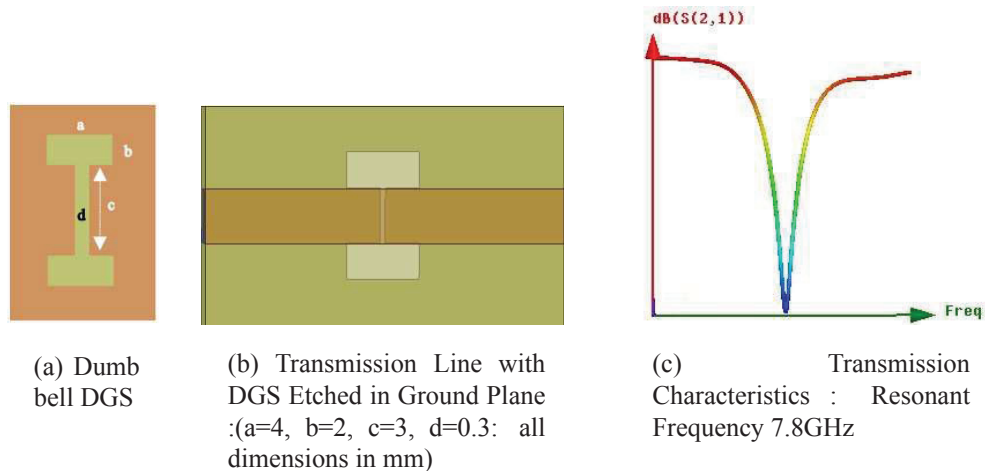 a
b
c
d
(a) Dumb
bell DGS
(b) Transmission Line with
DGS Etched in Ground Plane
:(a=4, b=2, c=3, d=0.3: all
dimensions in mm)
dB(S(2,1))
Freq
(c) Transmission
Characteristics : Resonant
Frequency 7.8GHz